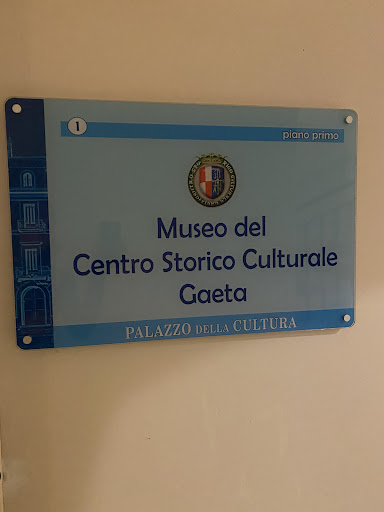 1
piano primo
Museo del
Centro Storico Culturale
Gaeta
PALAZZO DELLA CULTURA